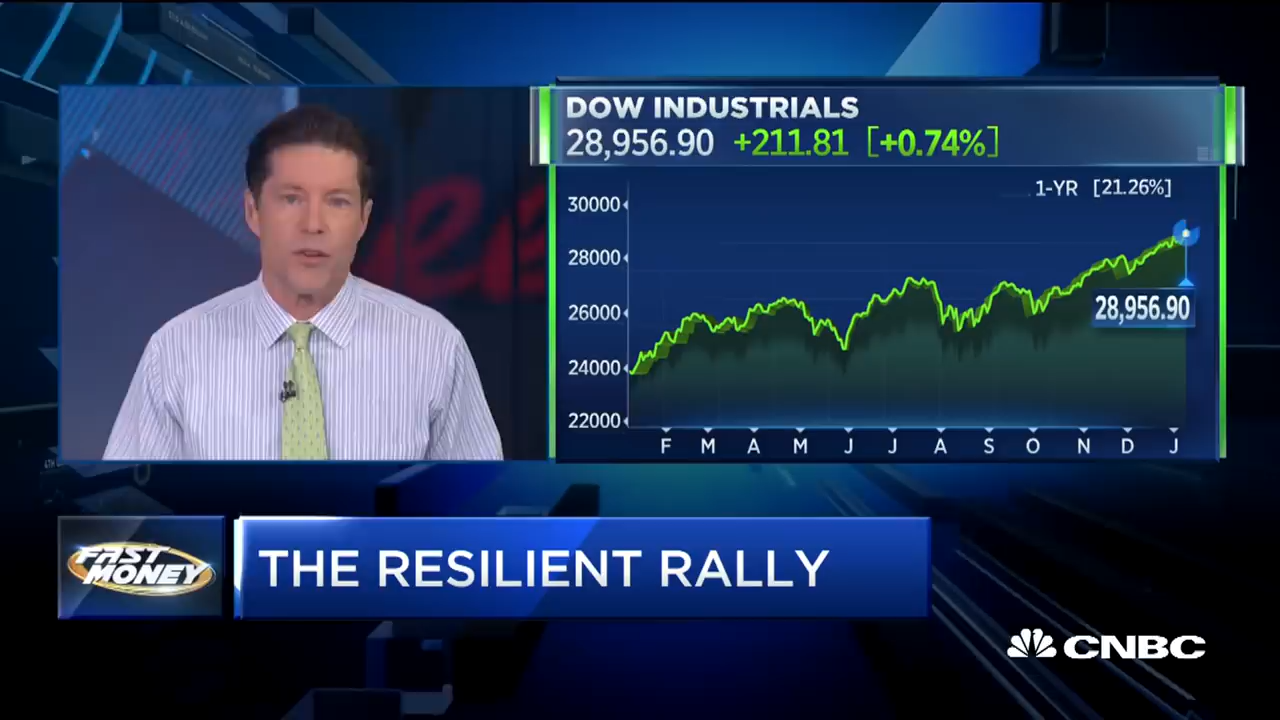 DOW INDUSTRIALS
28,956.90 +211.81 [+0.74%]
1-YR [21.26%]
30000
28000
26000
24000
22000
28,956.90
F M A M J J A S O N D J
FAST
MONEY
THE RESILIENT RALLY
CNBC